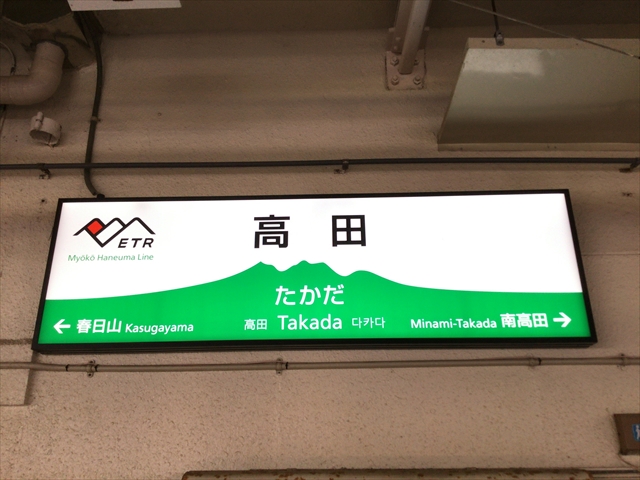 ETR
Myōkō Haneuma Line
高田
たかだ
← 春日山 Kasugayama
高田 Takada 다카다
Minami-Takada 南高田 →